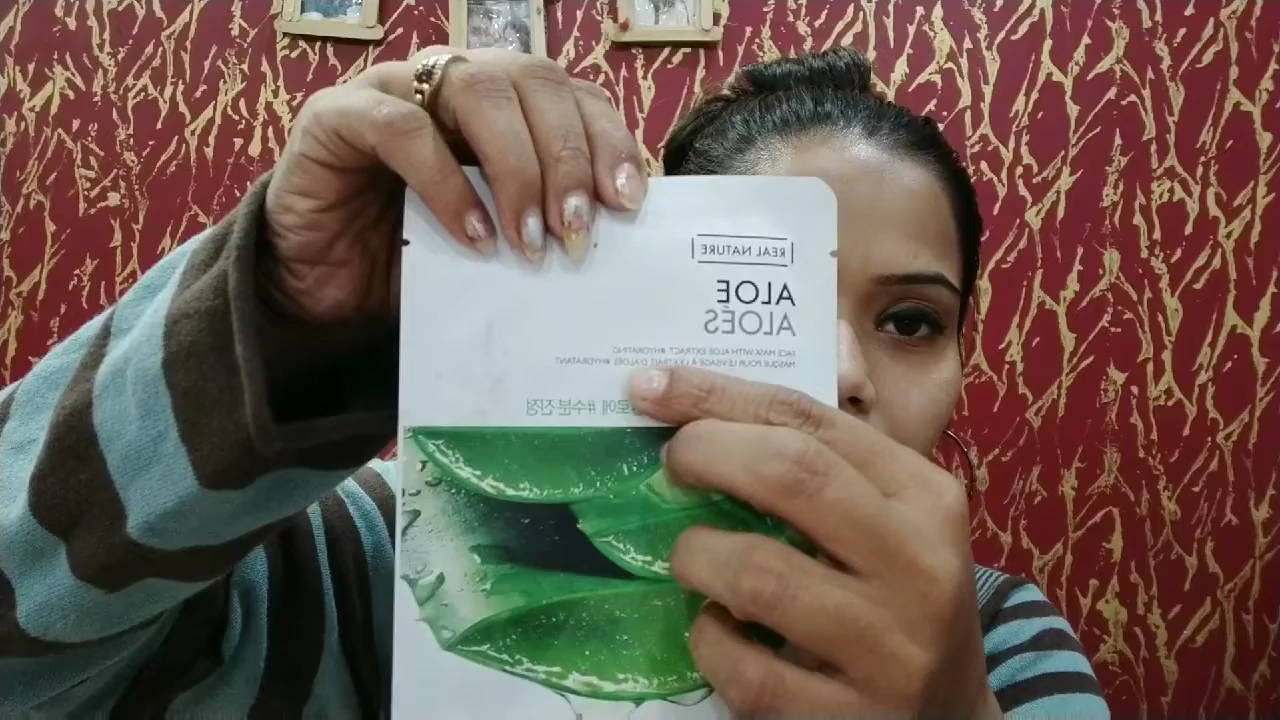 REAL NATURE
ALOE
ALOÉS
FACE MASK WITH ALOE EXTRACT #HYDRATING
MASQUE POUR LE VISAGE À L'EXTRAIT D'ALOÈS #HYDRATANT
#수분진정